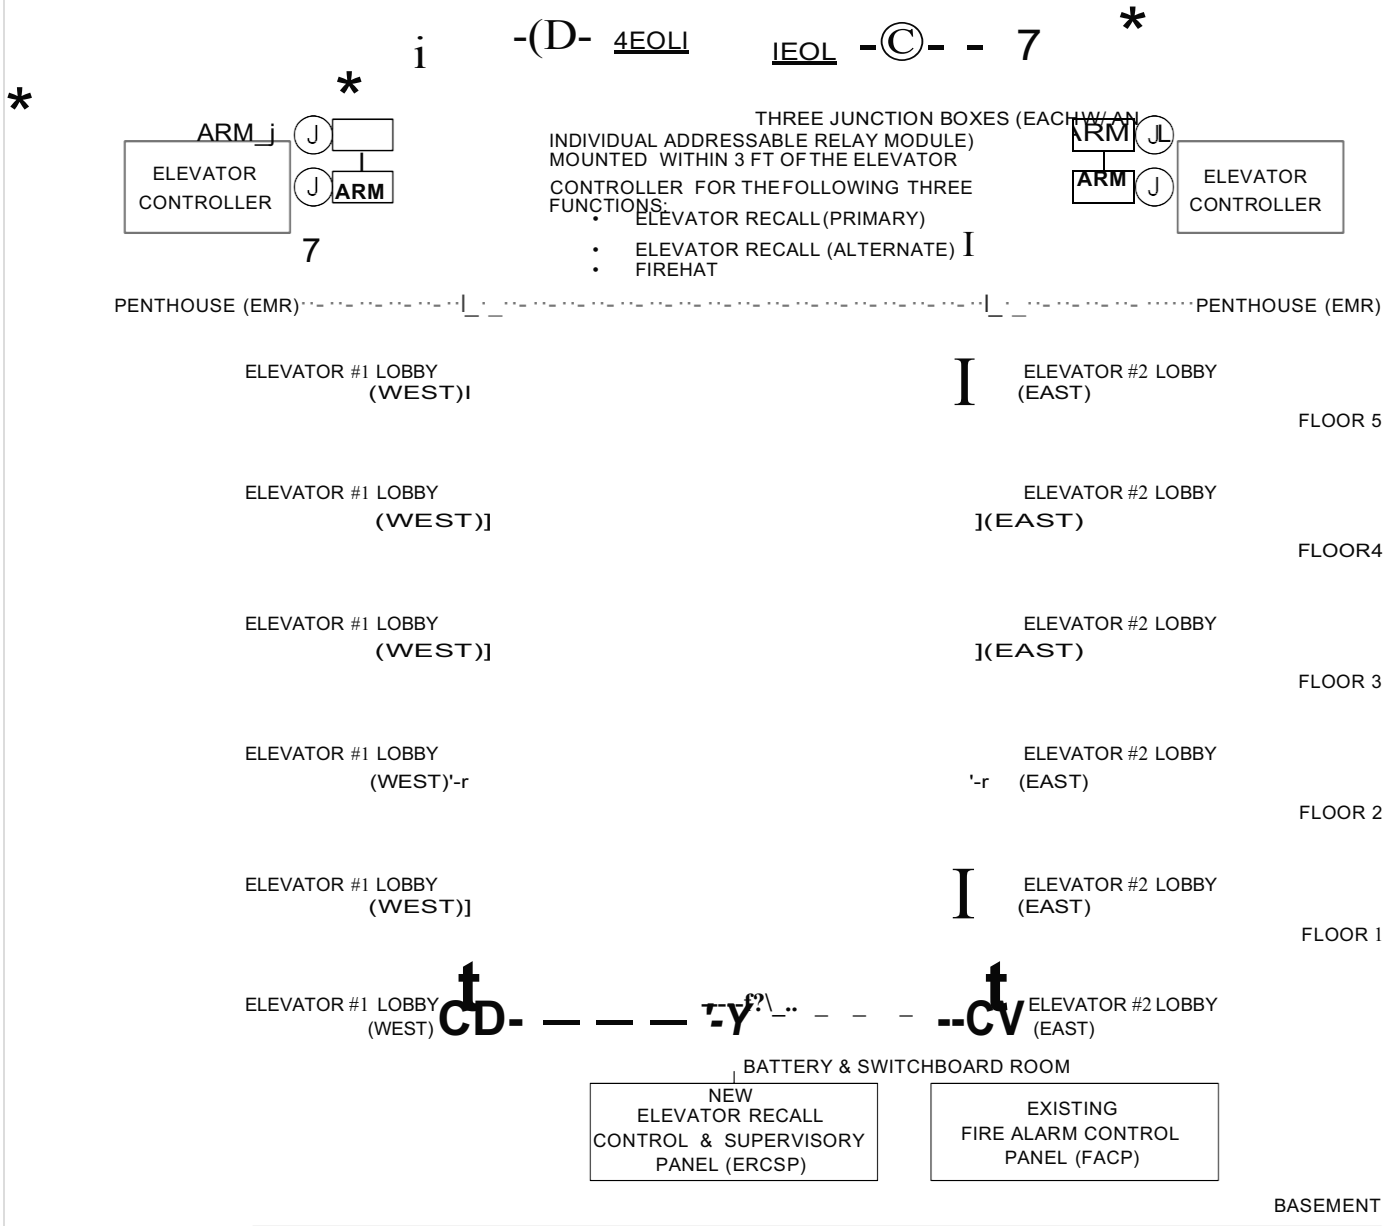 i -(D- 4EOLI IEOL -©- - 7 *
* *
THREE JUNCTION BOXES (EACH W/ AN
INDIVIDUAL ADDRESSABLE RELAY MODULE)
MOUNTED WITHIN 3 FT OF THE ELEVATOR
CONTROLLER FOR THE FOLLOWING THREE
FUNCTIONS:
• ELEVATOR RECALL (PRIMARY)
• ELEVATOR RECALL (ALTERNATE) I
• FIREHAT
ARM_j J
ELEVATOR
CONTROLLER
J ARM
7
ARM JL
ARM J
ELEVATOR
CONTROLLER
PENTHOUSE (EMR) PENTHOUSE (EMR)
ELEVATOR #1 LOBBY
(WEST)I
I ELEVATOR #2 LOBBY
(EAST)
FLOOR 5
ELEVATOR #1 LOBBY
(WEST)]
ELEVATOR #2 LOBBY
](EAST)
FLOOR4
ELEVATOR #1 LOBBY
(WEST)]
ELEVATOR #2 LOBBY
](EAST)
FLOOR 3
ELEVATOR #1 LOBBY
(WEST)'-r
ELEVATOR #2 LOBBY
'-r (EAST)
FLOOR 2
ELEVATOR #1 LOBBY
(WEST)]
I ELEVATOR #2 LOBBY
(EAST)
FLOOR 1
t t
ELEVATOR #1 LOBBY
(WEST) CD- — — — — '-Y _ _ _ --CV
ELEVATOR #2 LOBBY
(EAST)
BATTERY & SWITCHBOARD ROOM
NEW
ELEVATOR RECALL
CONTROL & SUPERVISORY
PANEL (ERCSP)
EXISTING
FIRE ALARM CONTROL
PANEL (FACP)
BASEMENT